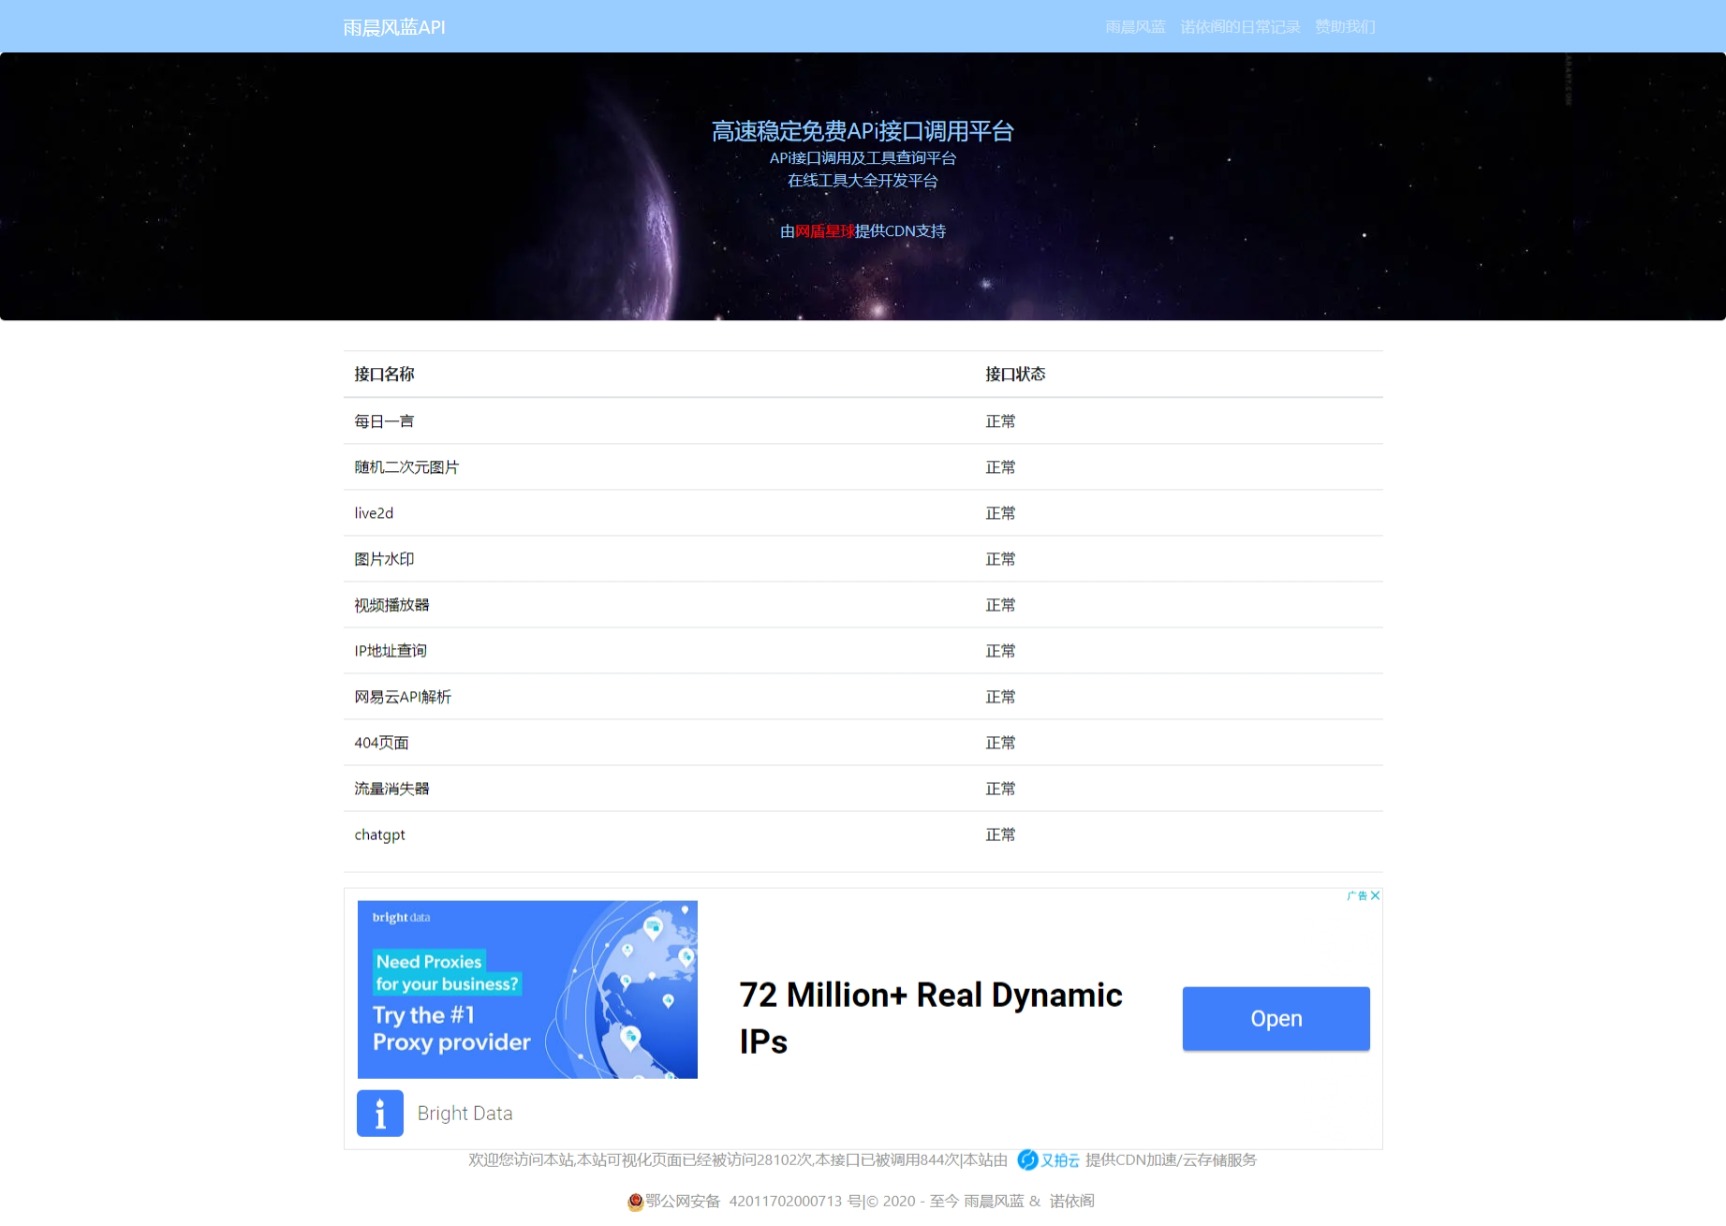 雨晨风蓝API
雨晨风蓝 诺依阁的日常记录 赞助我们
高速稳定免费APi接口调用平台
APi接口调用及工具查询平台
在线工具大全开发平台
由网盾星球提供CDN支持
接口名称 接口状态
每日一言 正常
随机二次元图片 正常
live2d 正常
图片水印 正常
视频播放器 正常
IP地址查询 正常
网易云API解析 正常
404页面 正常
流量消失器 正常
chatgpt 正常
广告
bright data
Need Proxies
for your business?
Try the #1
Proxy provider
72 Million+ Real Dynamic
IPs
Open
Bright Data
欢迎您访问本站,本站可视化页面已经被访问28102次,本接口已被调用844次|本站由 又拍云 提供CDN加速/云存储服务
鄂公网安备 42011702000713 号|© 2020 - 至今 雨晨风蓝 & 诺依阁